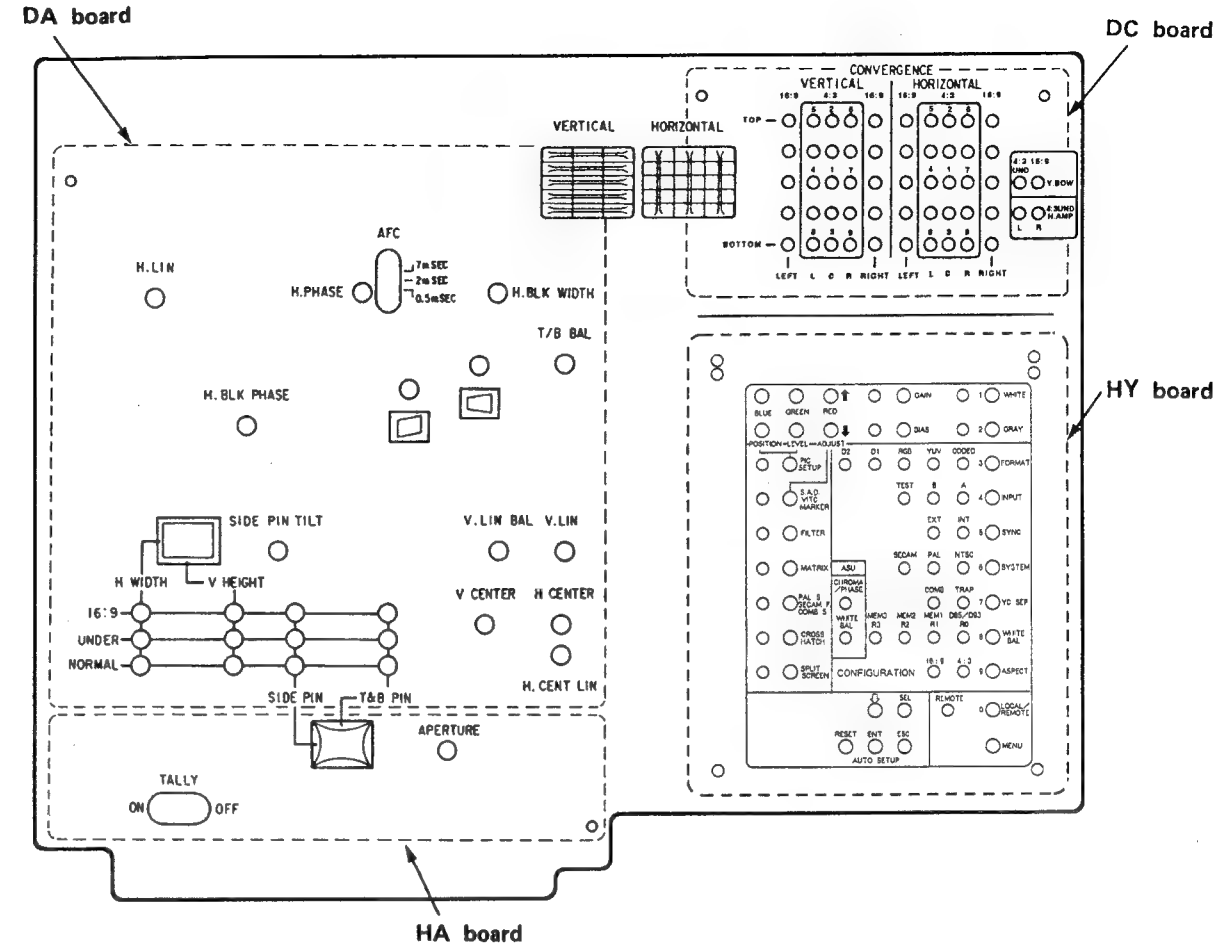 DA board
DC board
CONVERGENCE
VERTICAL HORIZONTAL
16:9 4:3 16:9 16:9 4:3 16:9
VERTICAL HORIZONTAL
TOP
5 2 6 5 2 6
4 1 7 4 1 7
4:3 16:9
UND
V.BOW
4:3UND
H.AMP
L R
BOTTOM
8 3 9 8 3 9
LEFT L C R RIGHT LEFT L C R RIGHT
AFC
7mSEC
2mSEC
0.5mSEC
H.LIN
H.PHASE
H.BLK WIDTH
T/B BAL
H.BLK PHASE
SIDE PIN TILT
V.LIN BAL V.LIN
H WIDTH V HEIGHT
V CENTER H CENTER
16:9
UNDER
NORMAL
H.CENT LIN
SIDE PIN T&B PIN
APERTURE
TALLY
ON OFF
HA board
HY board
BLUE GREEN RED
GAIN 1 WHITE
BIAS 2 GRAY
POSITION LEVEL ADJUST
PIC
SETUP
D2 D1 RGB YUV CODED
3 FORMAT
S.A.D.
VITC
MARKER
TEST B A
4 INPUT
FILTER
EXT INT
5 SYNC
MATRIX
ASU
SECAM PAL NTSC
6 SYSTEM
CHROMA
/PHASE
PAL S
SECAM F
COMB S
COMB TRAP
7 YC SEP
CROSS
HATCH
WHITE
BAL
MEM3 MEM2 MEM1
R3 R2 R1 R0
8 WHITE
BAL
SPLIT
SCREEN
CONFIGURATION
16:9 4:3
9 ASPECT
SEL
REMOTE
0 LOCAL/
REMOTE
RESET ENT ESC
AUTO SETUP
MENU